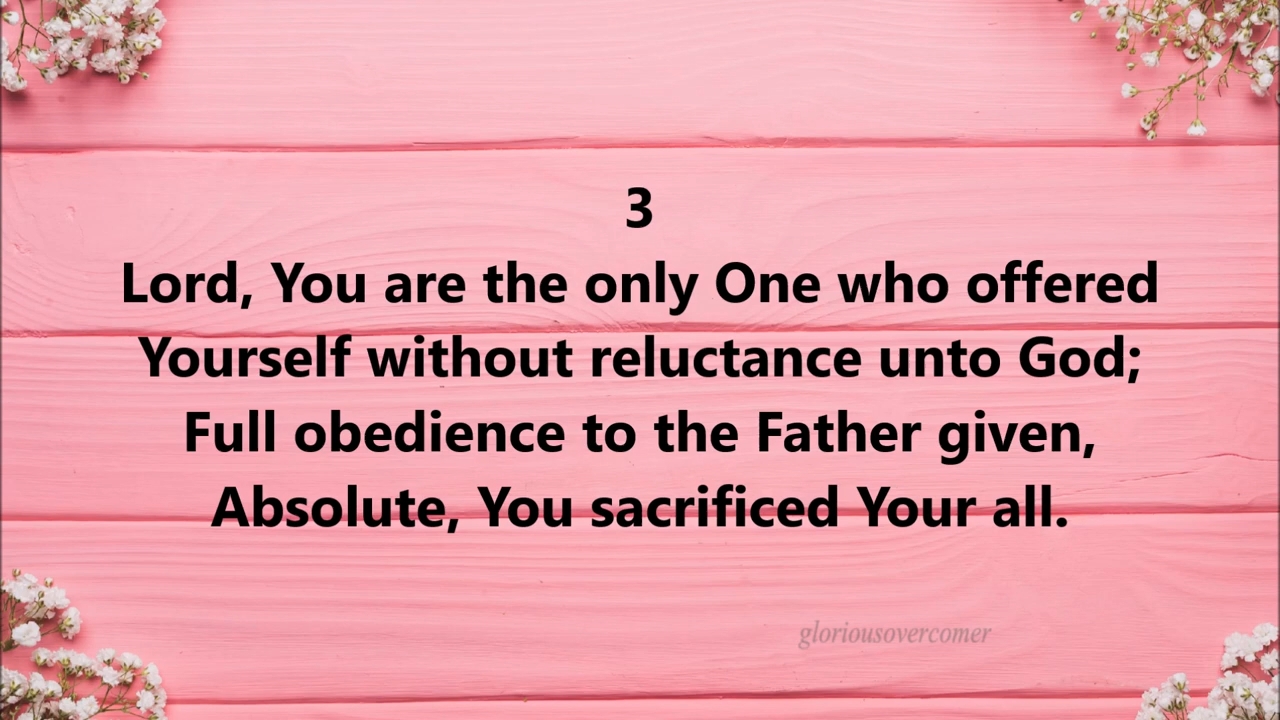 3
Lord, You are the only One who offered
Yourself without reluctance unto God;
Full obedience to the Father given,
Absolute, You sacrificed Your all.
gloriousovercomer